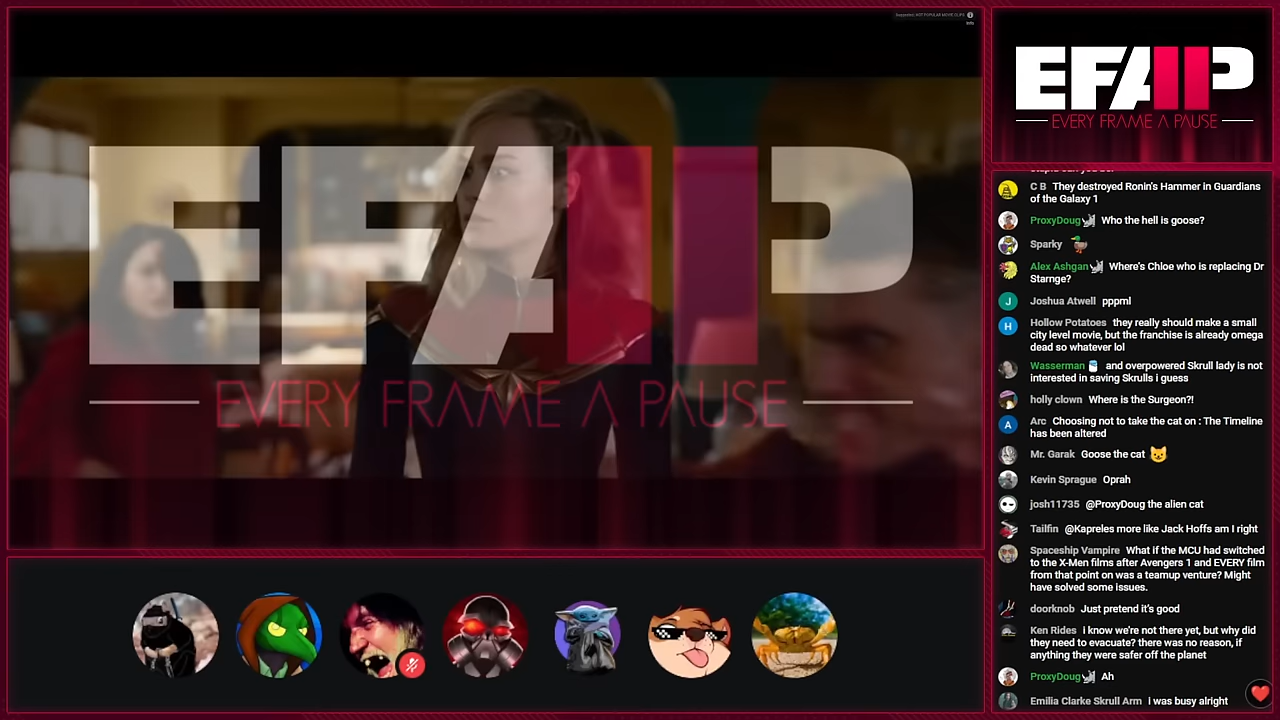 Suggested: HOT POPULAR MOVIE CLIPS
EFAP
EVERY FRAME A PAUSE
EFAP
EVERY FRAME A PAUSE
C B They destroyed Ronin's Hammer in Guardians
of the Galaxy 1
ProxyDoug Who the hell is goose?
Sparky
Alex Ashgan Where's Chloe who is replacing Dr
Starnge?
J Joshua Atwell pppml
H Hollow Potatoes they really should make a small
city level movie, but the franchise is already omega
dead so whatever lol
Wasserman and overpowered Skrull lady is not
interested in saving Skrulls i guess
holly clown Where is the Surgeon?!
A Arc Choosing not to take the cat on : The Timeline
has been altered
Mr. Garak Goose the cat
Kevin Sprague Oprah
josh11735 @ProxyDoug the alien cat
Tailfin @Kapreles more like Jack Hoffs am I right
Spaceship Vampire What if the MCU had switched
to the X-Men films after Avengers 1 and EVERY film
from that point on was a teamup venture? Might
have solved some issues.
doorknob Just pretend it's good
Ken Rides I know we're not there yet, but why did
they need to evacuate? there was no reason, if
anything they were safer off the planet
ProxyDoug Ah
Emilia Clarke Skrull Arm I was busy alright